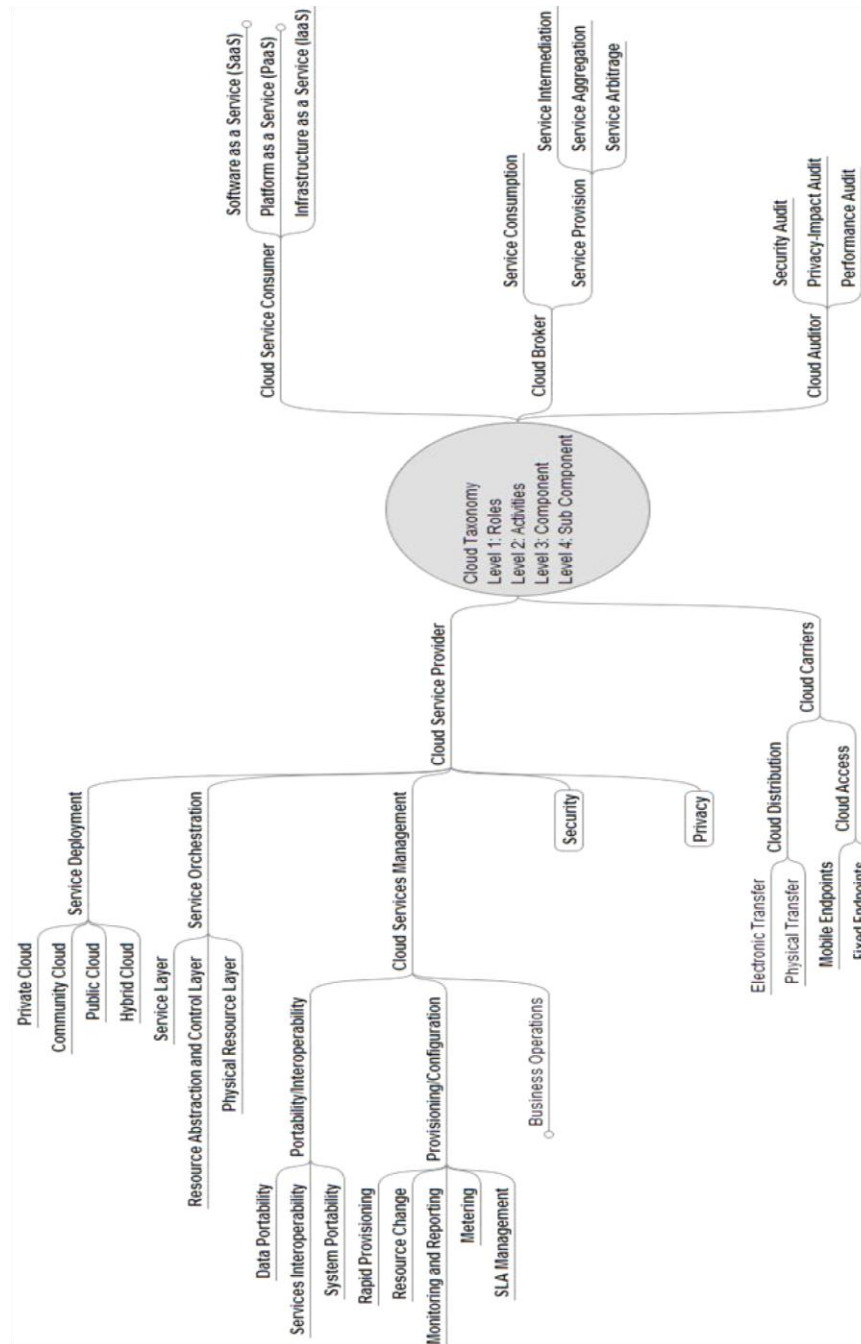 Cloud Taxonomy
Level 1: Roles
Level 2: Activities
Level 3: Component
Level 4: Sub Component
Cloud Service Provider
Service Deployment
Private Cloud
Community Cloud
Public Cloud
Hybrid Cloud
Service Orchestration
Service Layer
Resource Abstraction and Control Layer
Physical Resource Layer
Cloud Services Management
Portability/Interoperability
Data Portability
Services Interoperability
System Portability
Provisioning/Configuration
Rapid Provisioning
Resource Change
Monitoring and Reporting
Metering
SLA Management
Business Operations
Security
Privacy
Cloud Carriers
Cloud Distribution
Electronic Transfer
Physical Transfer
Cloud Access
Mobile Endpoints
Fixed Endpoints
Cloud Service Consumer
Software as a Service (SaaS)
Platform as a Service (PaaS)
Infrastructure as a Service (IaaS)
Cloud Broker
Service Consumption
Service Provision
Service Intermediation
Service Aggregation
Service Arbitrage
Cloud Auditor
Security Audit
Privacy-Impact Audit
Performance Audit